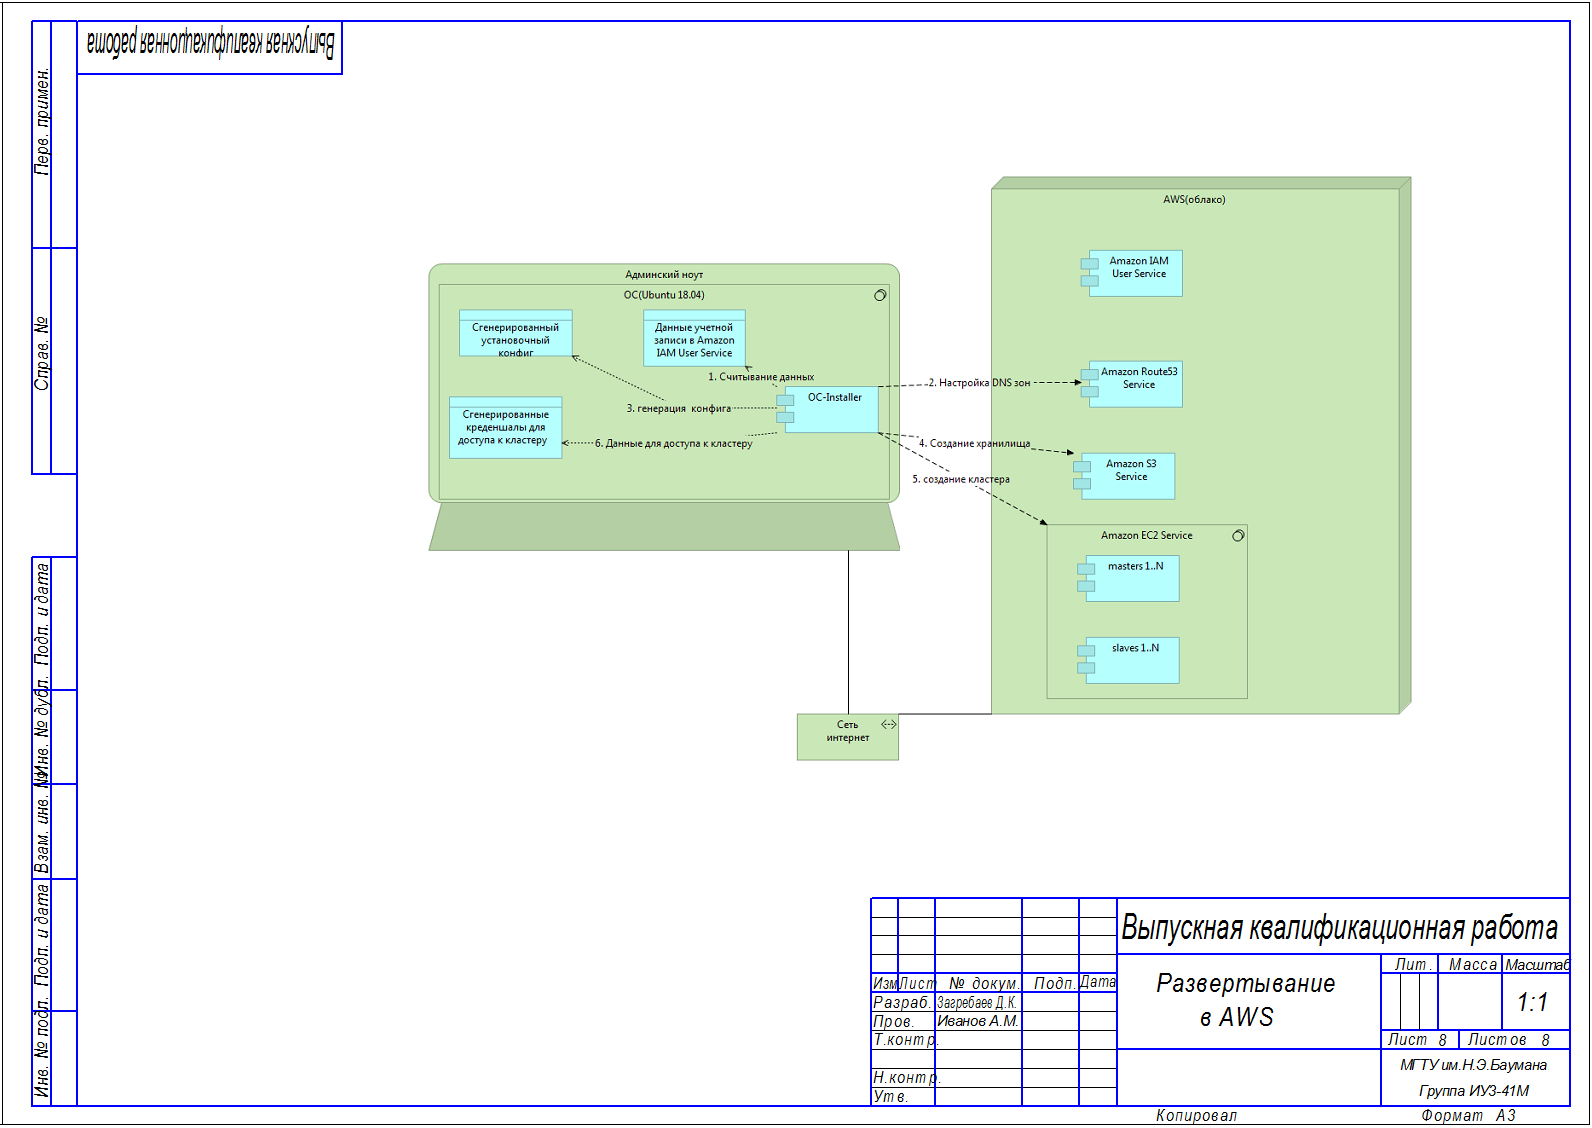 Выпускная квалификационная работа
Перв. примен.
Справ. №
Подп. и дата
Инв. № дубл.
Взам. инв. №
Подп. и дата
Инв. № подл.
Админский ноут
ОС(Ubuntu 18.04)
Сгенерированный
установочный
конфиг
Данные учетной
записи в Amazon
IAM User Service
1. Считывание данных
OC-Installer
3. генерация конфига
Сгенерированные
креденшалы для
доступа к кластеру
6. Данные для доступа к кластеру
2. Настройка DNS зон
4. Создание хранилища
5. создание кластера
AWS(облако)
Amazon IAM
User Service
Amazon Route53
Service
Amazon S3
Service
Amazon EC2 Service
masters 1..N
slaves 1..N
Сеть
интернет
Выпускная квалификационная работа
Изм Лист № докум. Подп. Дата
Разраб. Загребаев Д.К.
Пров. Иванов А.М.
Т.контр.
Н.контр.
Утв.
Развертывание
в AWS
Лит. Масса Масштаб
1:1
Лист 8 Листов 8
МГТУ им.Н.Э.Баумана
Группа ИУ3-41М
Копировал Формат А3